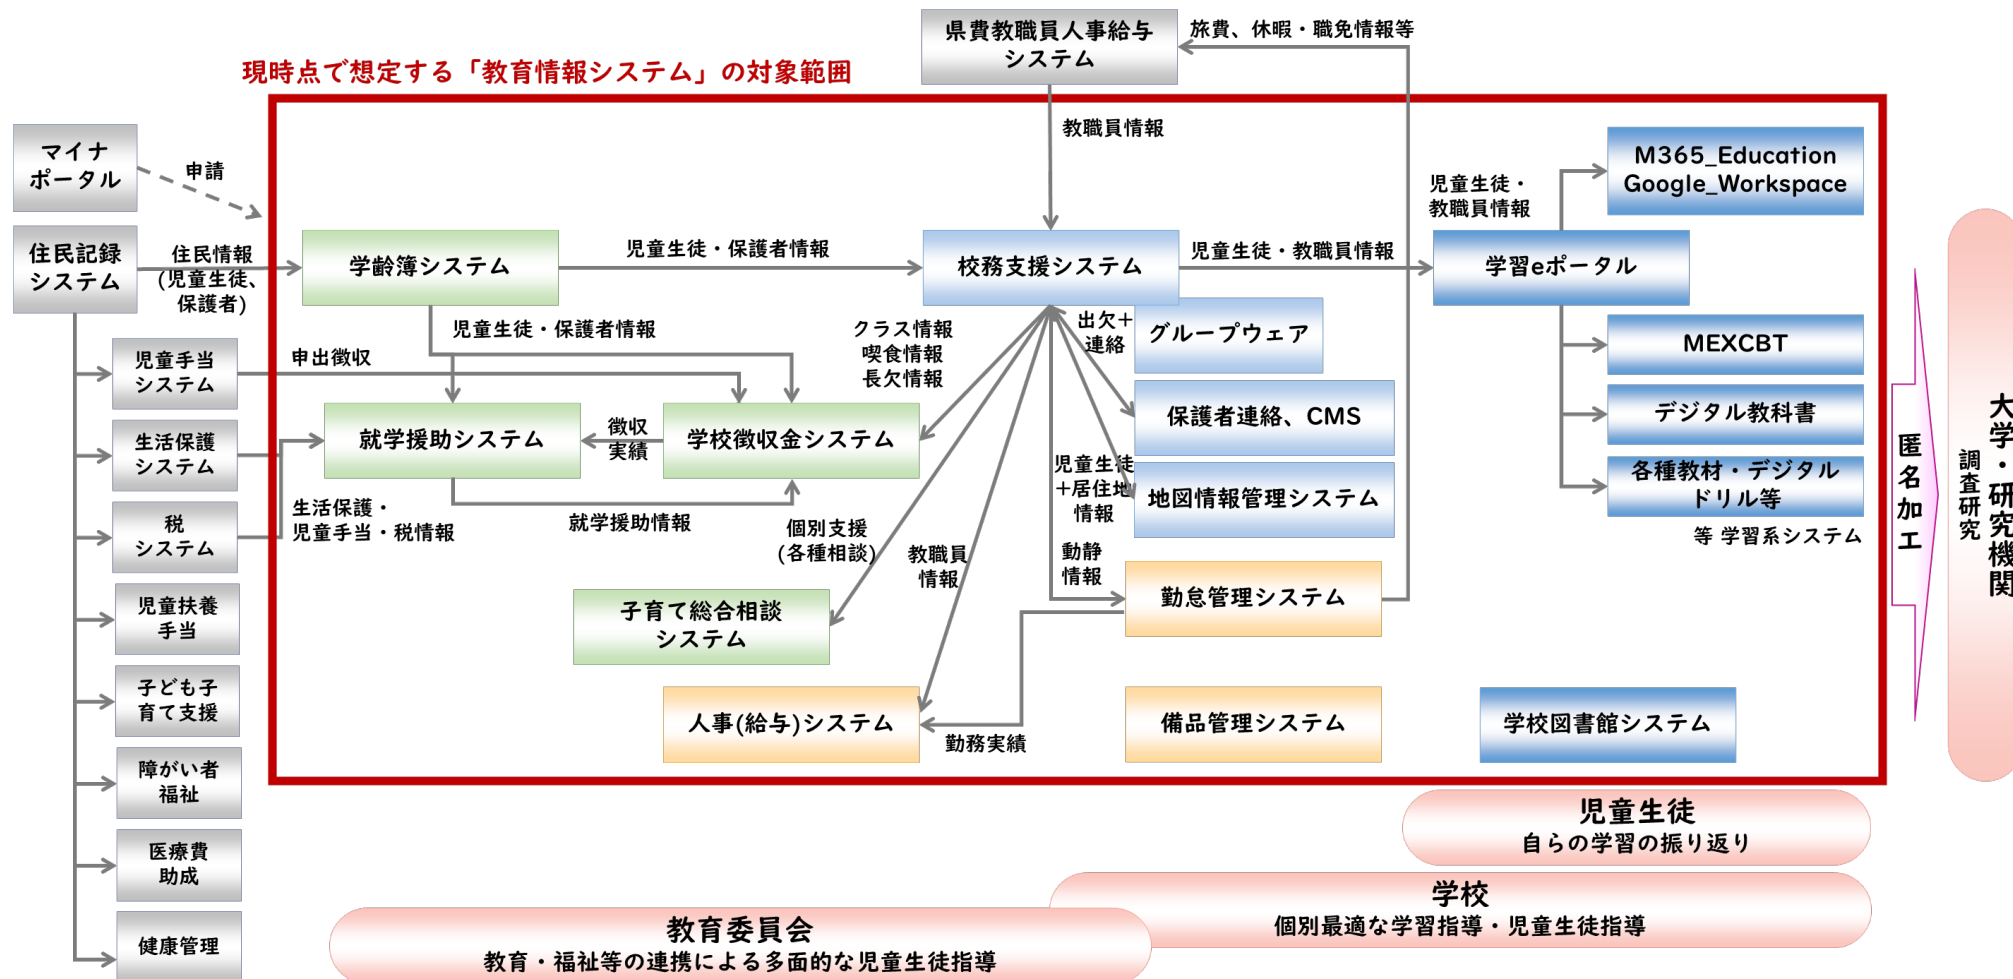 県費教職員人事給与
システム
旅費、休暇・職免情報等
現時点で想定する「教育情報システム」の対象範囲
教職員情報
マイナ
ポータル
申請
M365_Education
Google_Workspace
児童生徒・
教職員情報
住民記録
システム
住民情報
(児童生徒、
保護者)
学齢簿システム
児童生徒・保護者情報
校務支援システム
児童生徒・教職員情報
学習eポータル
児童生徒・保護者情報
クラス情報
喫食情報
長欠情報
出欠+
連絡
グループウェア
MEXCBT
児童手当
システム
申出徴収
就学援助システム
徴収
実績
学校徴収金システム
保護者連絡、CMS
デジタル教科書
生活保護
システム
児童生徒
+居住地
情報
地図情報管理システム
各種教材・デジタル
ドリル等
等 学習系システム
税
システム
生活保護・
児童手当・税情報
就学援助情報
個別支援
(各種相談)
教職員
情報
動静
情報
勤怠管理システム
児童扶養
手当
子育て総合相談
システム
子ども子
育て支援
人事(給与)システム
勤務実績
備品管理システム
学校図書館システム
障がい者
福祉
医療費
助成
健康管理
匿名加工
大学・研究機関
調査研究
児童生徒
自らの学習の振り返り
学校
個別最適な学習指導・児童生徒指導
教育委員会
教育・福祉等の連携による多面的な児童生徒指導